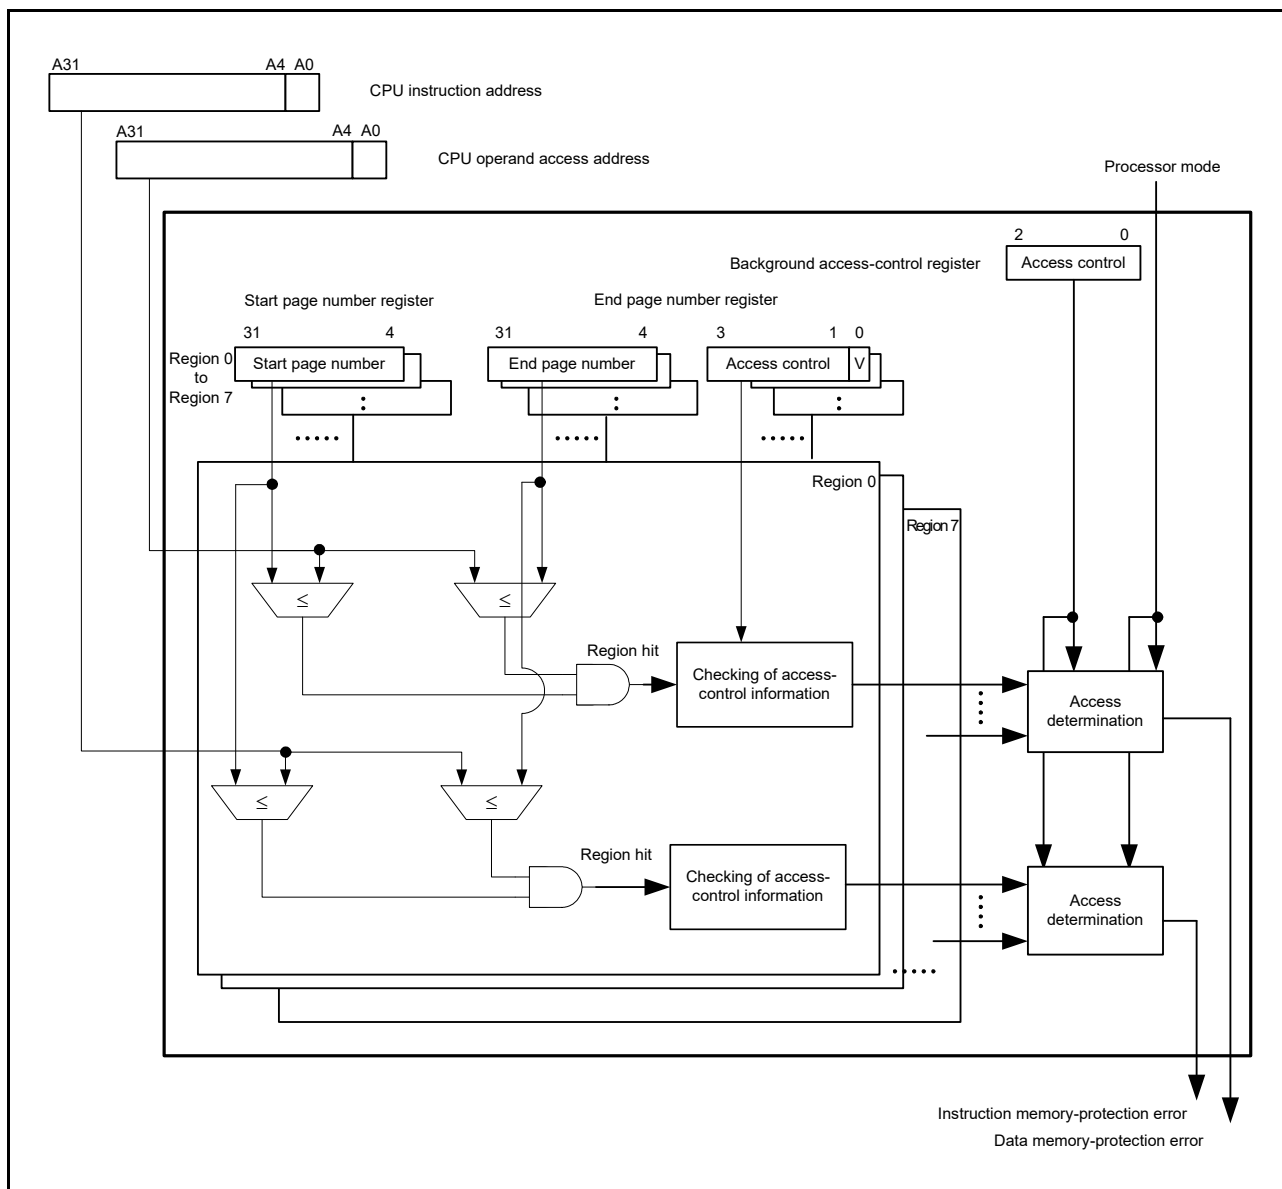 A31 A4 A0
CPU instruction address
A31 A4 A0
CPU operand access address
Processor mode
2 0
Background access-control register
Access control
Start page number register
End page number register
31 4
31 4
3 1 0
Region 0
to
Region 7
Start page number
End page number
Access control
V
Region 0
Region 7
≤
≤
Region hit
Checking of access-
control information
Access
determination
≤
≤
Region hit
Checking of access-
control information
Access
determination
Instruction memory-protection error
Data memory-protection error